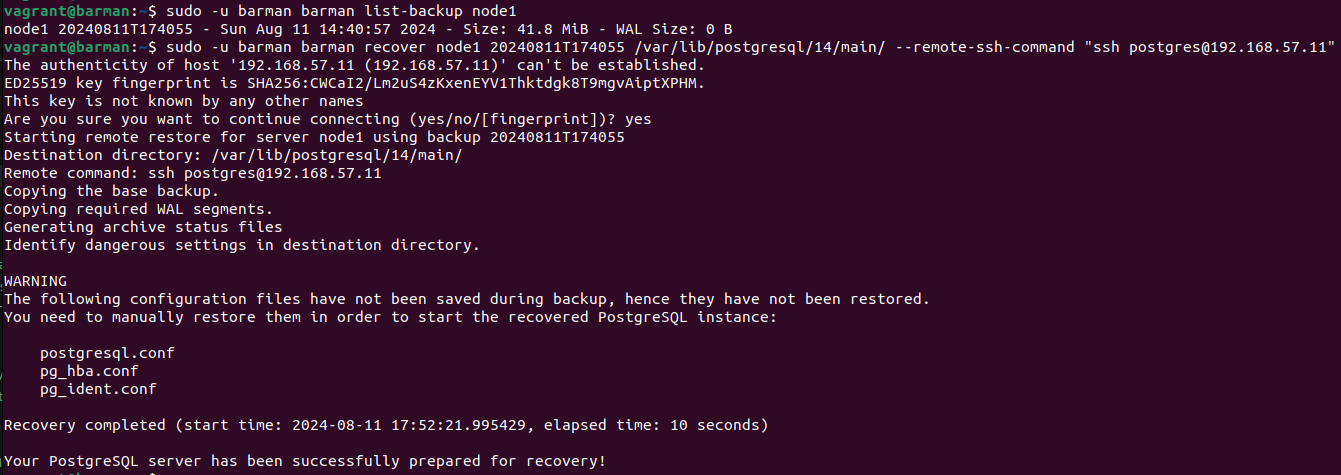 vagrant@barman:~$ sudo -u barman barman list-backup node1
node1 20240811T174055 - Sun Aug 11 14:40:57 2024 - Size: 41.8 MiB - WAL Size: 0 B
vagrant@barman:~$ sudo -u barman barman recover node1 20240811T174055 /var/lib/postgresql/14/main/ --remote-ssh-command "ssh postgres@192.168.57.11"
The authenticity of host '192.168.57.11 (192.168.57.11)' can't be established.
ED25519 key fingerprint is SHA256:CWCaI2/Lm2uS4zKxenEYV1Thktdgk8T9mgvAiptXPHM.
This key is not known by any other names
Are you sure you want to continue connecting (yes/no/[fingerprint])? yes
Starting remote restore for server node1 using backup 20240811T174055
Destination directory: /var/lib/postgresql/14/main/
Remote command: ssh postgres@192.168.57.11
Copying the base backup.
Copying required WAL segments.
Generating archive status files
Identify dangerous settings in destination directory.
WARNING
The following configuration files have not been saved during backup, hence they have not been restored.
You need to manually restore them in order to start the recovered PostgreSQL instance:
postgresql.conf
pg_hba.conf
pg_ident.conf
Recovery completed (start time: 2024-08-11 17:52:21.995429, elapsed time: 10 seconds)
Your PostgreSQL server has been successfully prepared for recovery!